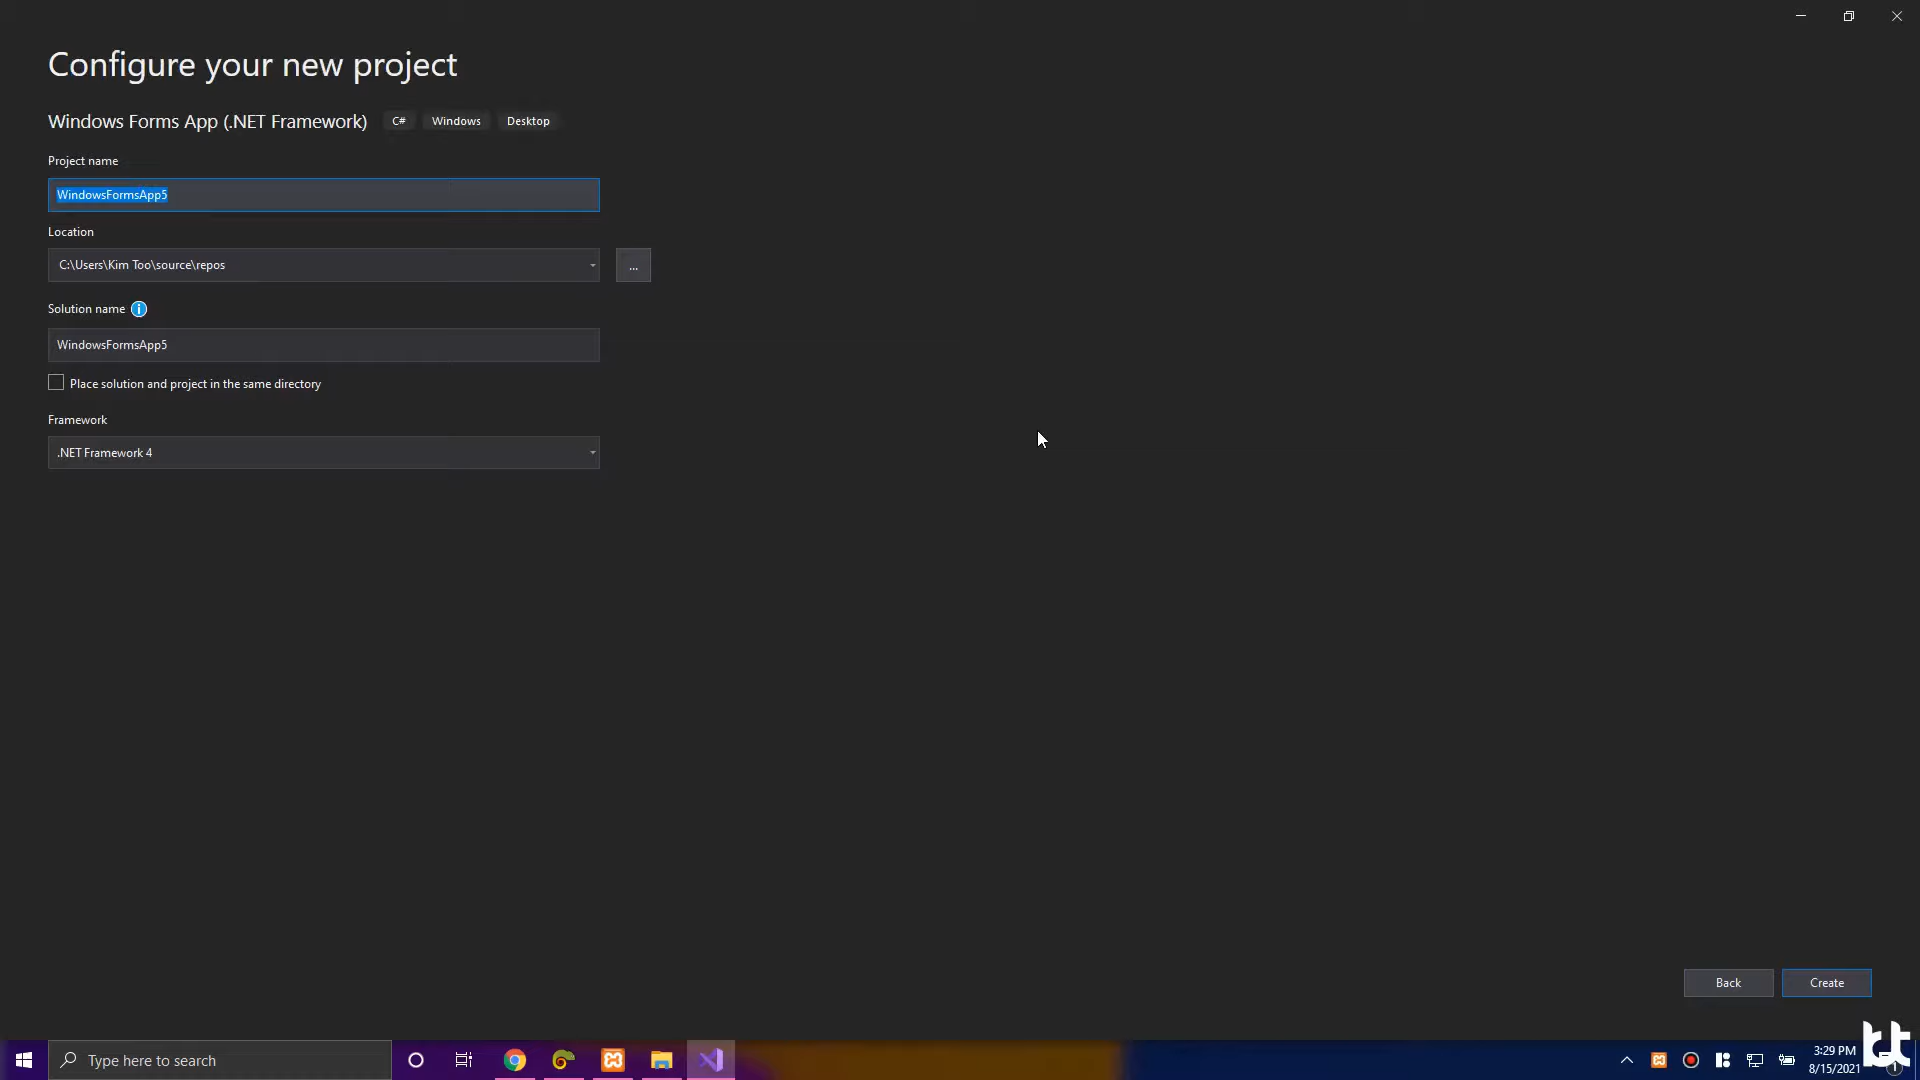 Configure your new project
Windows Forms App (.NET Framework) C# Windows Desktop
Project name
WindowsFormsApp5
Location
C:\Users\Kim Too\source\repos
...
Solution name
WindowsFormsApp5
Place solution and project in the same directory
Framework
.NET Framework 4
Back Create
Type here to search
3:29 PM
8/15/2021